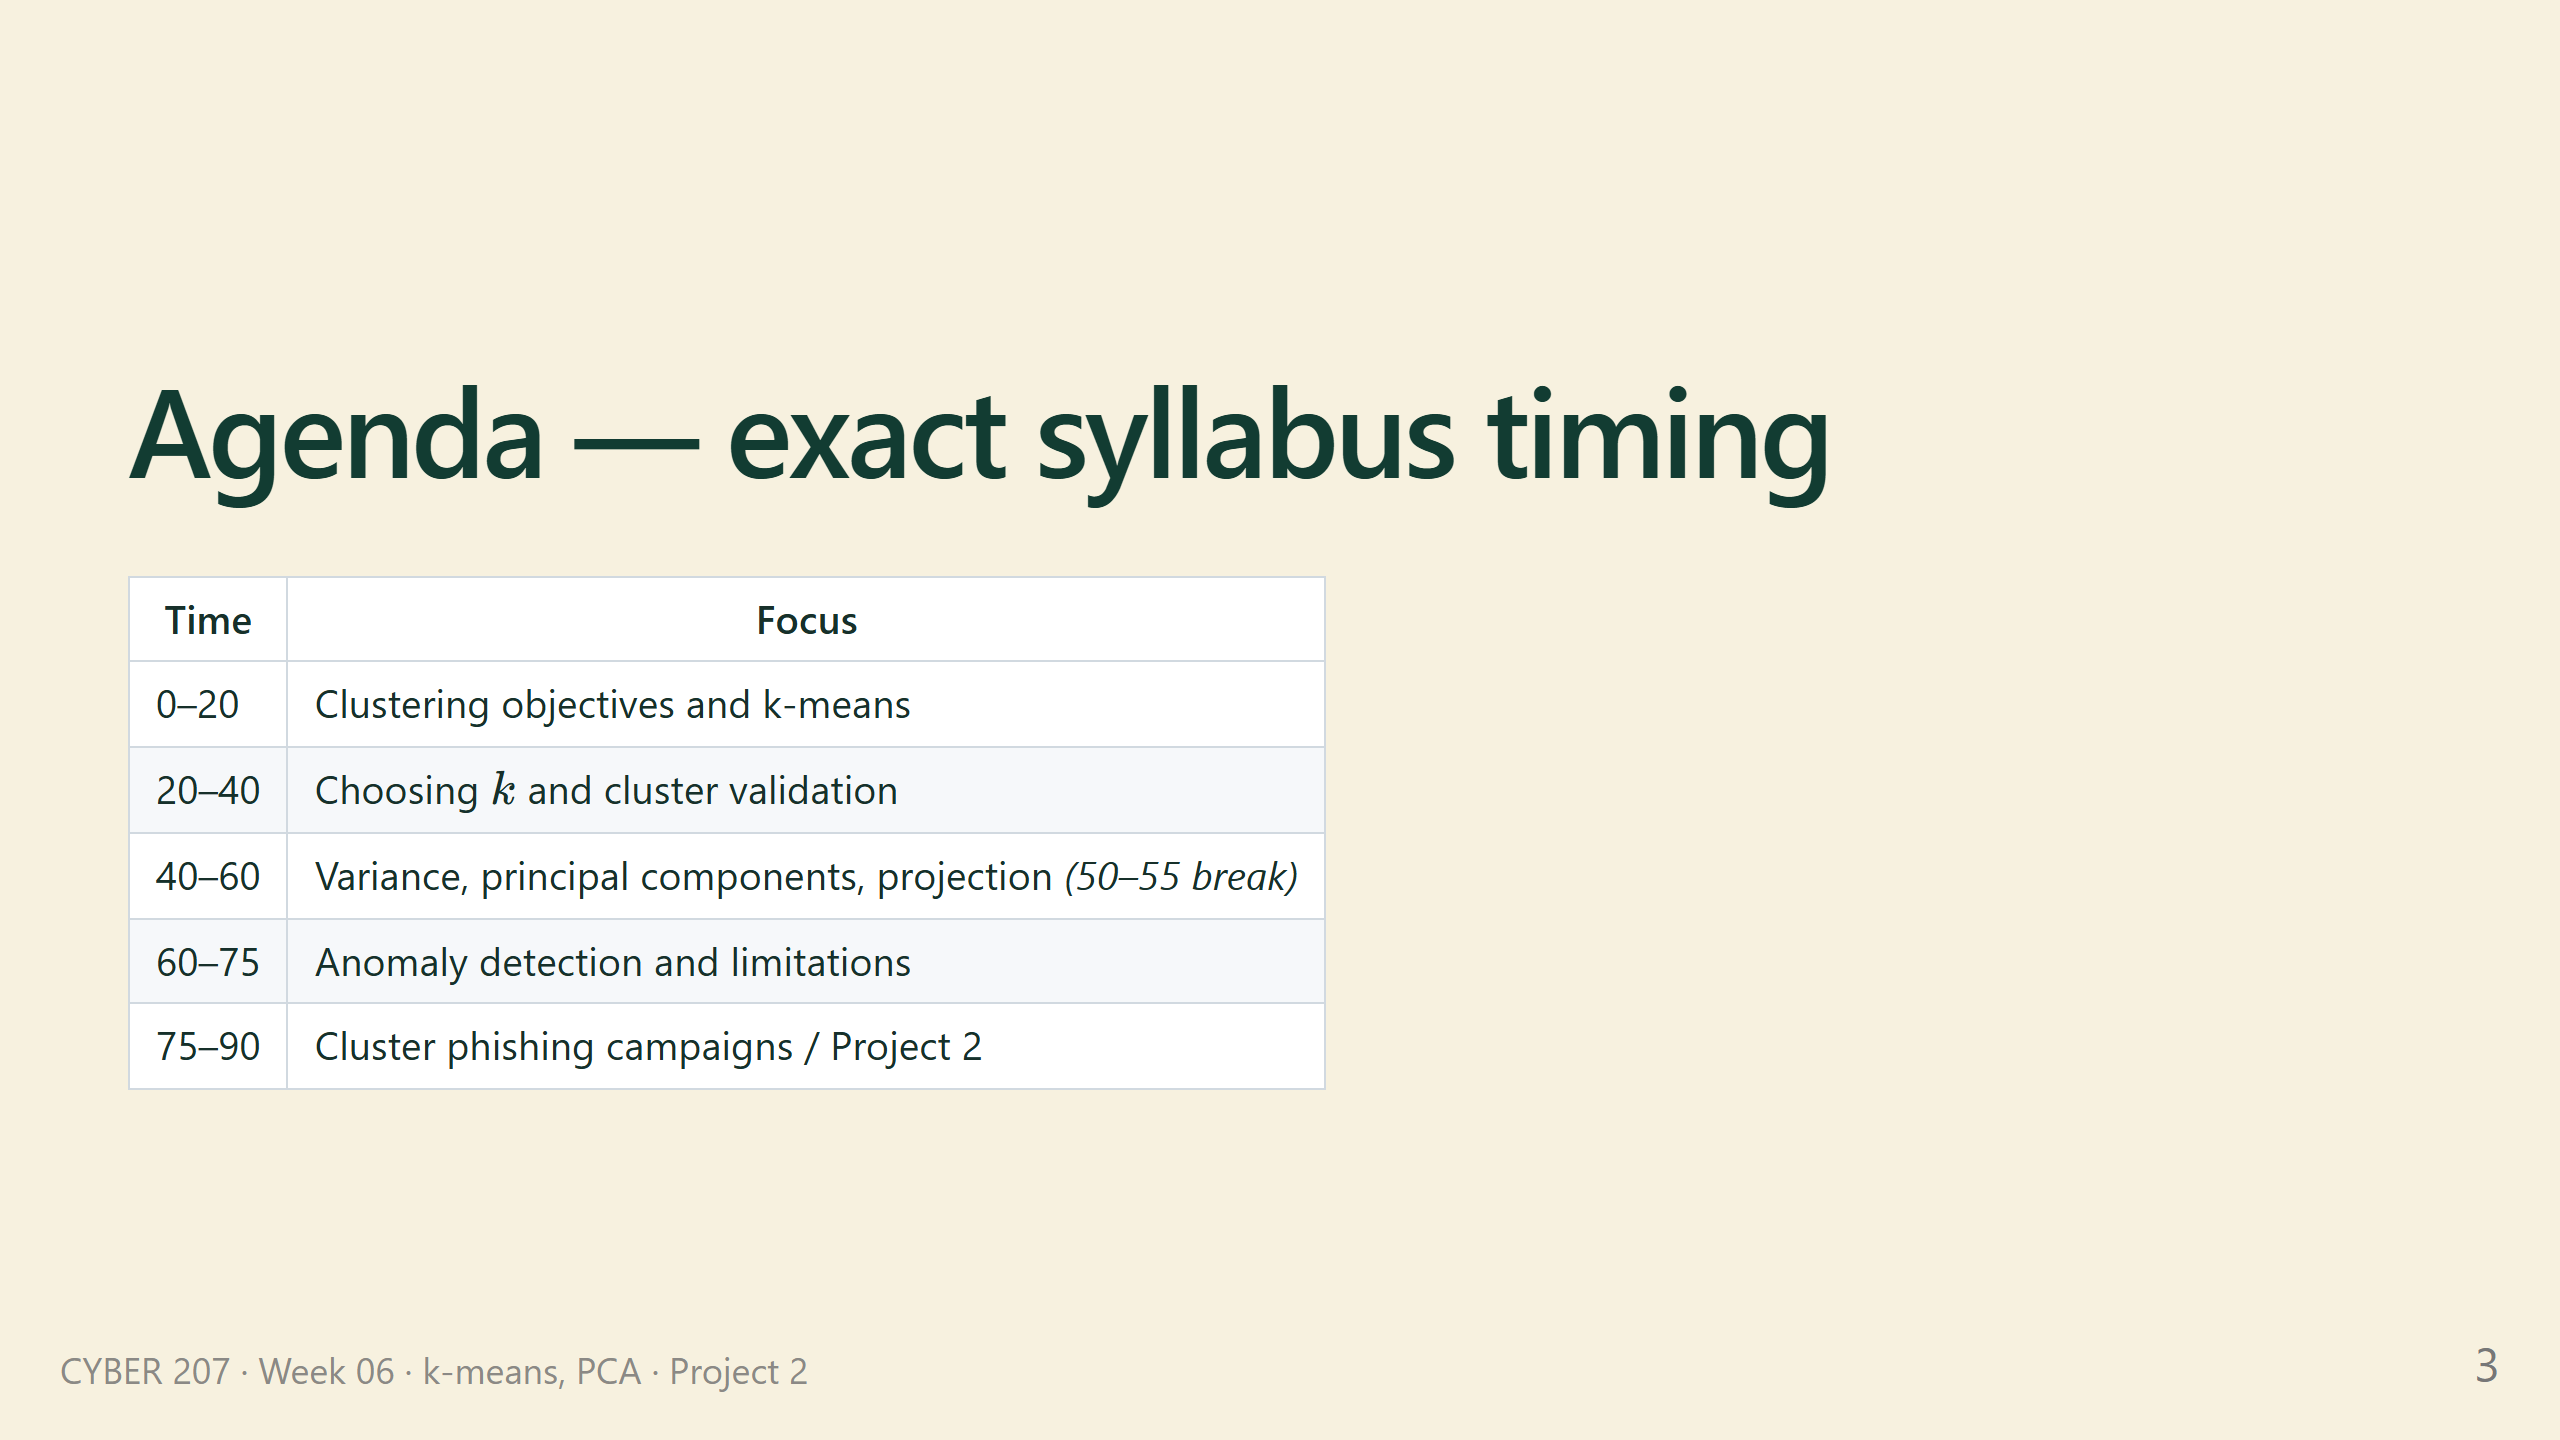 Agenda — exact syllabus timing
Time Focus
0–20 Clustering objectives and k-means
20–40 Choosing k and cluster validation
40–60 Variance, principal components, projection (50–55 break)
60–75 Anomaly detection and limitations
75–90 Cluster phishing campaigns / Project 2
CYBER 207 · Week 06 · k-means, PCA · Project 2
3